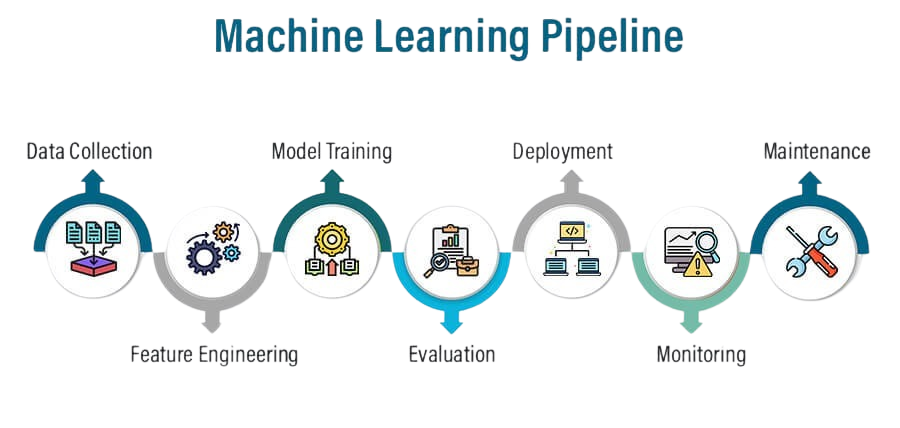 Machine Learning Pipeline
Data Collection
Feature Engineering
Model Training
Evaluation
Deployment
Monitoring
Maintenance